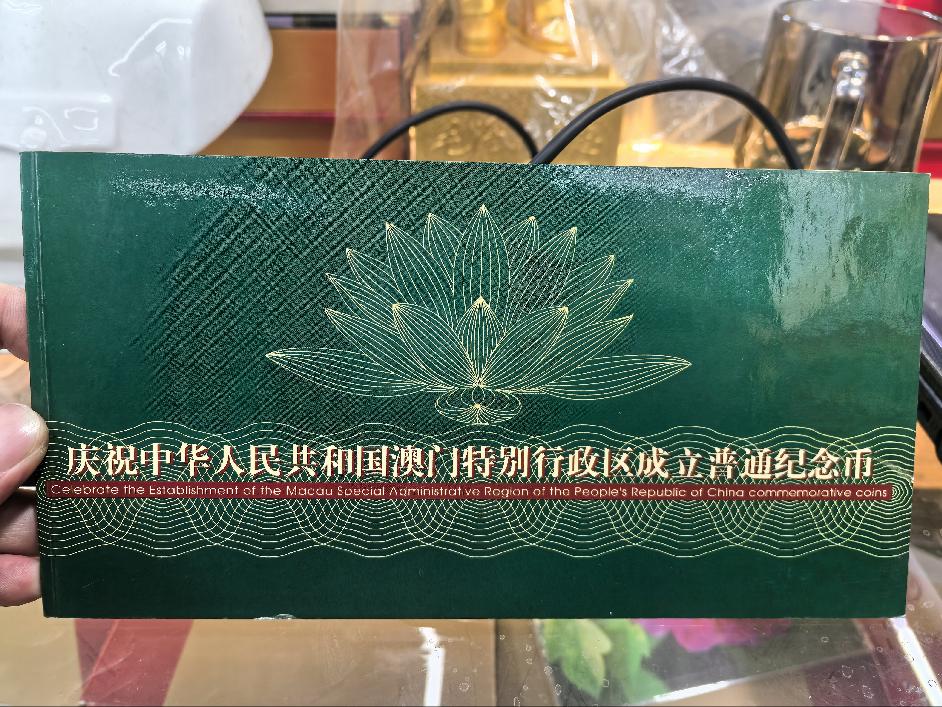 庆祝中华人民共和国澳门特别行政区成立普通纪念币
Celebrate the Establishment of the Macau Special Administrative Region of the People's Republic of China commemorative coins